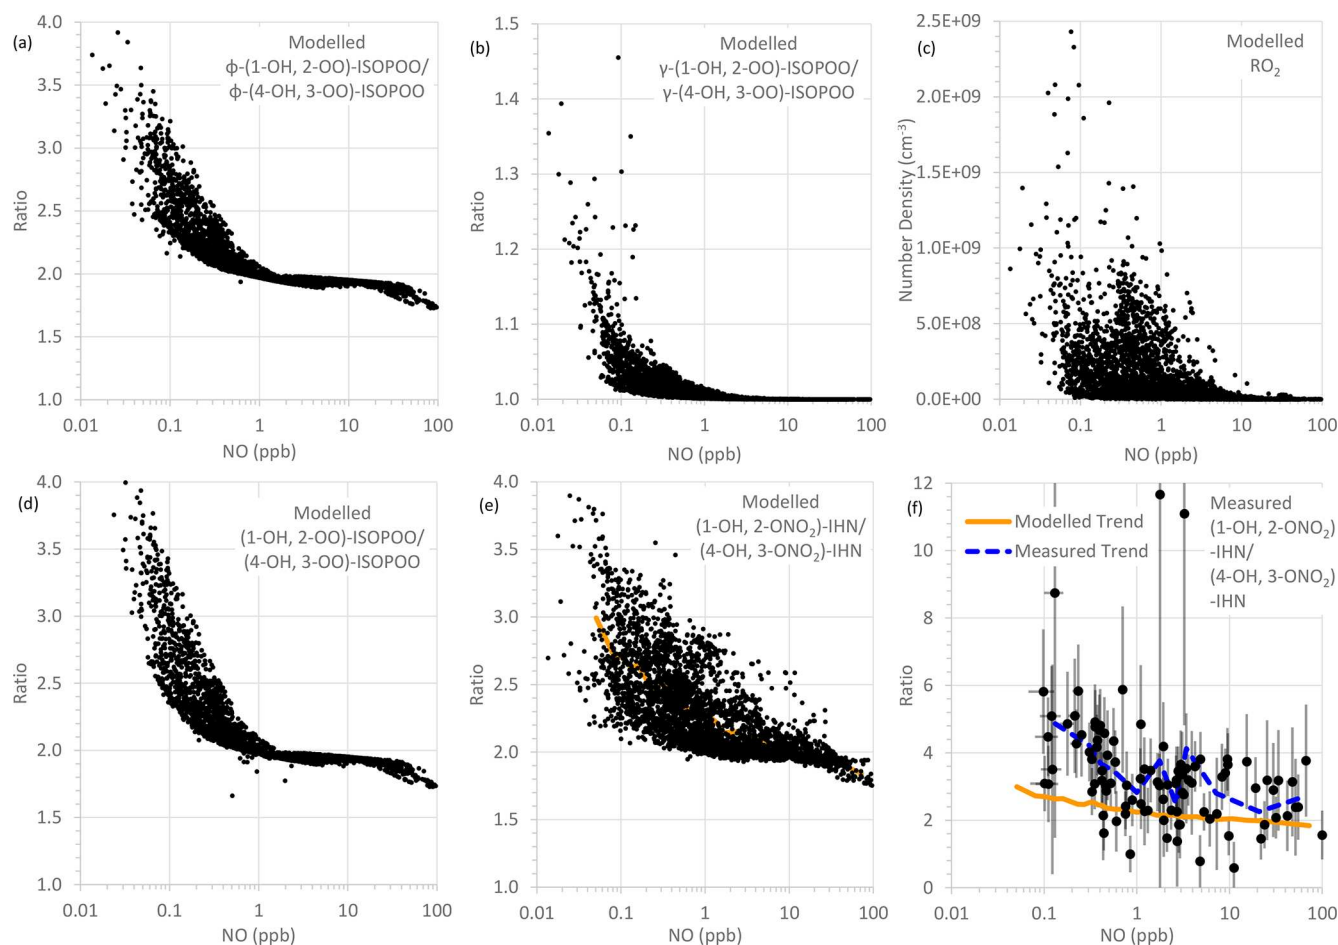 (a)
Modelled
ϕ-(1-OH, 2-OO)-ISOPOO/
ϕ-(4-OH, 3-OO)-ISOPOO
Ratio
4.0
3.5
3.0
2.5
2.0
1.5
1.0
0.01
0.1
1
10
100
NO (ppb)
(b)
Modelled
γ-(1-OH, 2-OO)-ISOPOO/
γ-(4-OH, 3-OO)-ISOPOO
Ratio
1.5
1.4
1.3
1.2
1.1
1.0
0.01
0.1
1
10
100
NO (ppb)
(c)
Modelled
RO₂
Number Density (cm⁻³)
2.5E+09
2.0E+09
1.5E+09
1.0E+09
5.0E+08
0.0E+00
0.01
0.1
1
10
100
NO (ppb)
(d)
Modelled
(1-OH, 2-OO)-ISOPOO/
(4-OH, 3-OO)-ISOPOO
Ratio
4.0
3.5
3.0
2.5
2.0
1.5
1.0
0.01
0.1
1
10
100
NO (ppb)
(e)
Modelled
(1-OH, 2-ONO₂)-IHN/
(4-OH, 3-ONO₂)-IHN
Ratio
4.0
3.5
3.0
2.5
2.0
1.5
1.0
0.01
0.1
1
10
100
NO (ppb)
(f)
Modelled Trend
Measured Trend
Measured
(1-OH, 2-ONO₂)
-IHN/
(4-OH, 3-ONO₂)
-IHN
Ratio
12
10
8
6
4
2
0
0.1
1
10
100
NO (ppb)